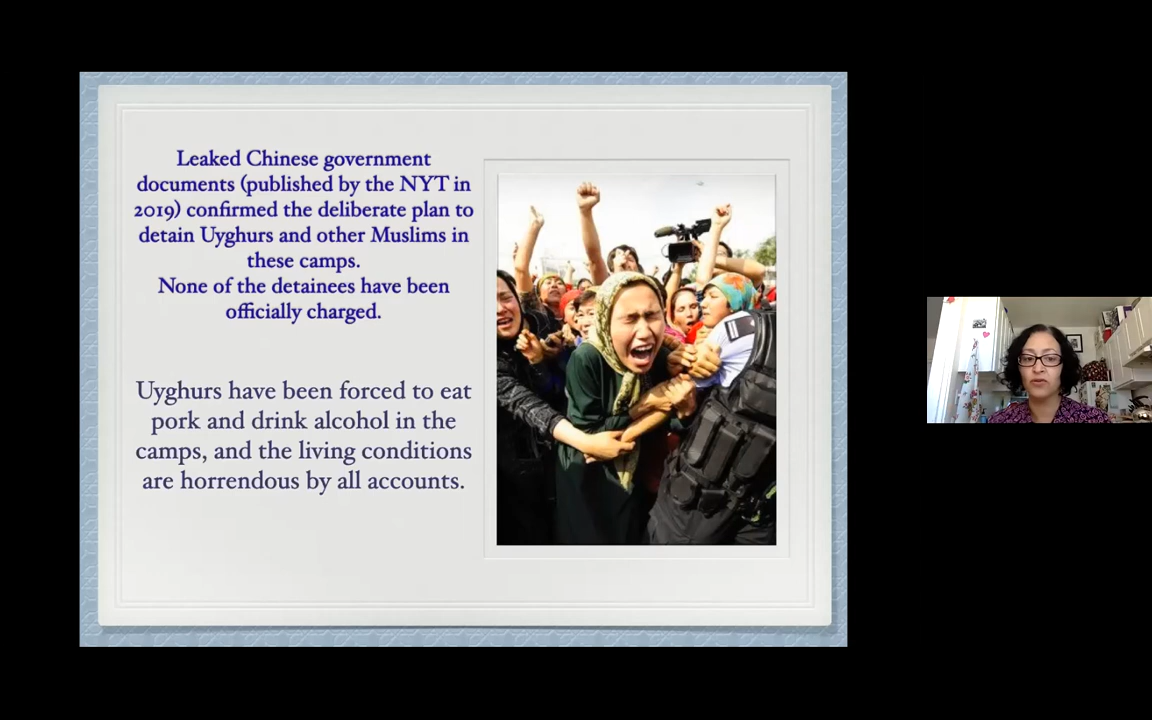 Leaked Chinese government
documents (published by the NYT in
2019) confirmed the deliberate plan to
detain Uyghurs and other Muslims in
these camps.
None of the detainees have been
officially charged.
Uyghurs have been forced to eat
pork and drink alcohol in the
camps, and the living conditions
are horrendous by all accounts.